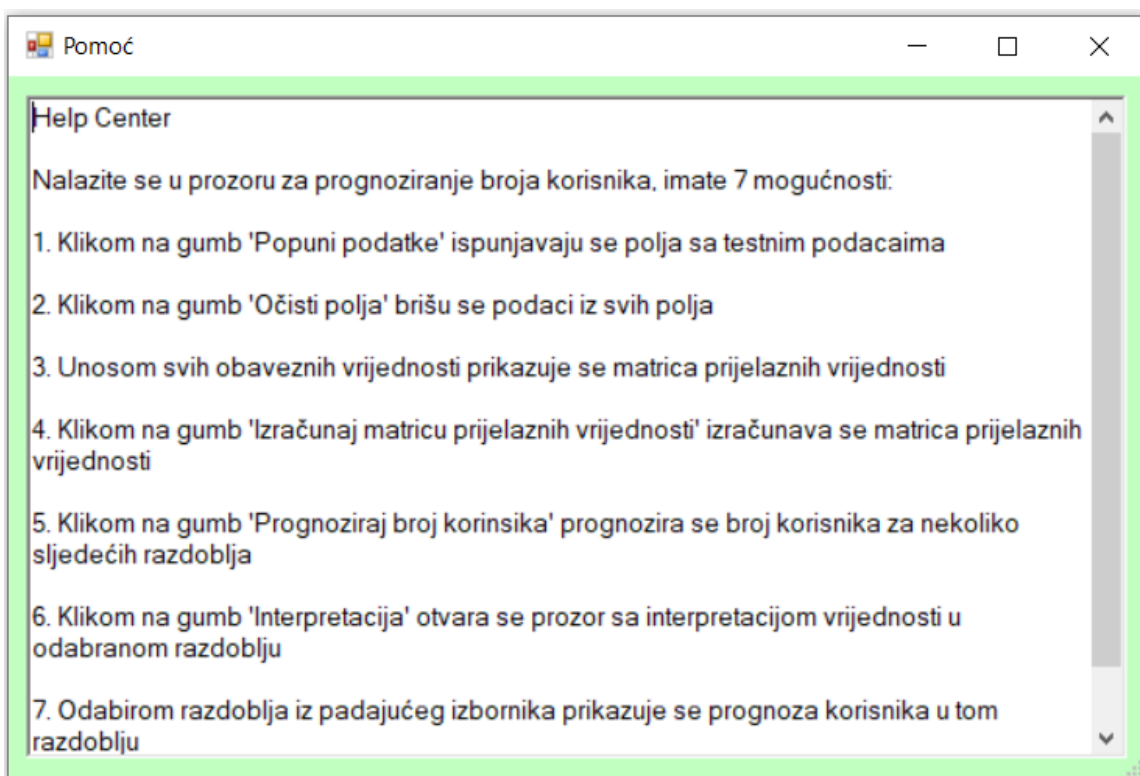 Pomoć
Help Center
Nalazite se u prozoru za prognoziranje broja korisnika, imate 7 mogućnosti:
1. Klikom na gumb 'Popuni podatke' ispunjavaju se polja sa testnim podacaima
2. Klikom na gumb 'Očisti polja' brišu se podaci iz svih polja
3. Unosom svih obaveznih vrijednosti prikazuje se matrica prijelaznih vrijednosti
4. Klikom na gumb 'Izračunaj matricu prijelaznih vrijednosti' izračunava se matrica prijelaznih
vrijednosti
5. Klikom na gumb 'Prognoziraj broj korinsika' prognozira se broj korisnika za nekoliko
sljedećih razdoblja
6. Klikom na gumb 'Interpretacija' otvara se prozor sa interpretacijom vrijednosti u
odabranom razdoblju
7. Odabirom razdoblja iz padajućeg izbornika prikazuje se prognoza korisnika u tom
razdoblju